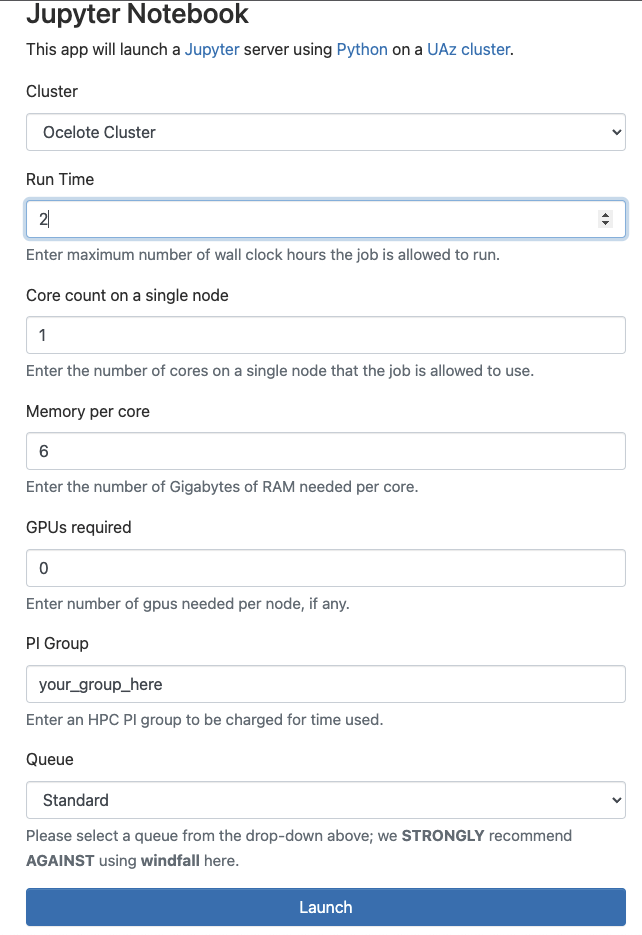 Jupyter Notebook
This app will launch a Jupyter server using Python on a UAz cluster.
Cluster
Ocelote Cluster
Run Time
2
Enter maximum number of wall clock hours the job is allowed to run.
Core count on a single node
1
Enter the number of cores on a single node that the job is allowed to use.
Memory per core
6
Enter the number of Gigabytes of RAM needed per core.
GPUs required
0
Enter number of gpus needed per node, if any.
PI Group
your_group_here
Enter an HPC PI group to be charged for time used.
Queue
Standard
Please select a queue from the drop-down above; we STRONGLY recommend
AGAINST using windfall here.
Launch